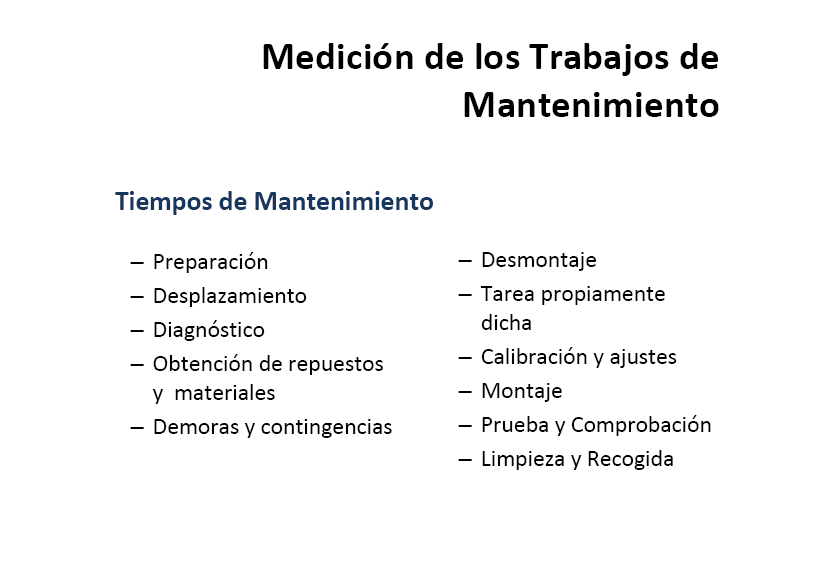 Medición de los Trabajos de
Mantenimiento
Tiempos de Mantenimiento
– Preparación
– Desplazamiento
– Diagnóstico
– Obtención de repuestos
y materiales
– Demoras y contingencias
– Desmontaje
– Tarea propiamente
dicha
– Calibración y ajustes
– Montaje
– Prueba y Comprobación
– Limpieza y Recogida